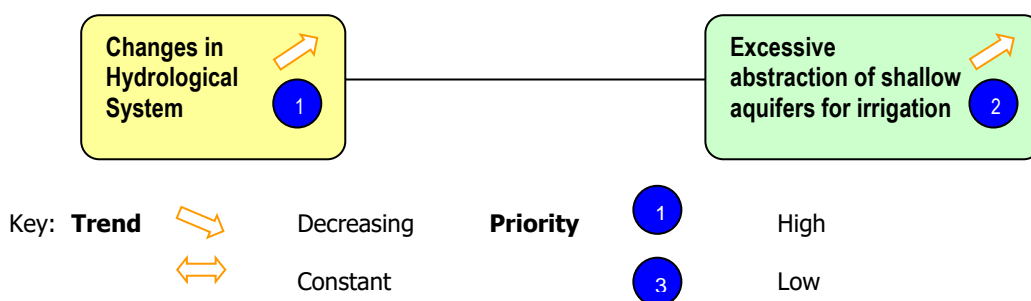 Changes in
Hydrological
System
1
Excessive
abstraction of shallow
aquifers for irrigation
2
Key: Trend Decreasing Priority 1 High
Constant 3 Low